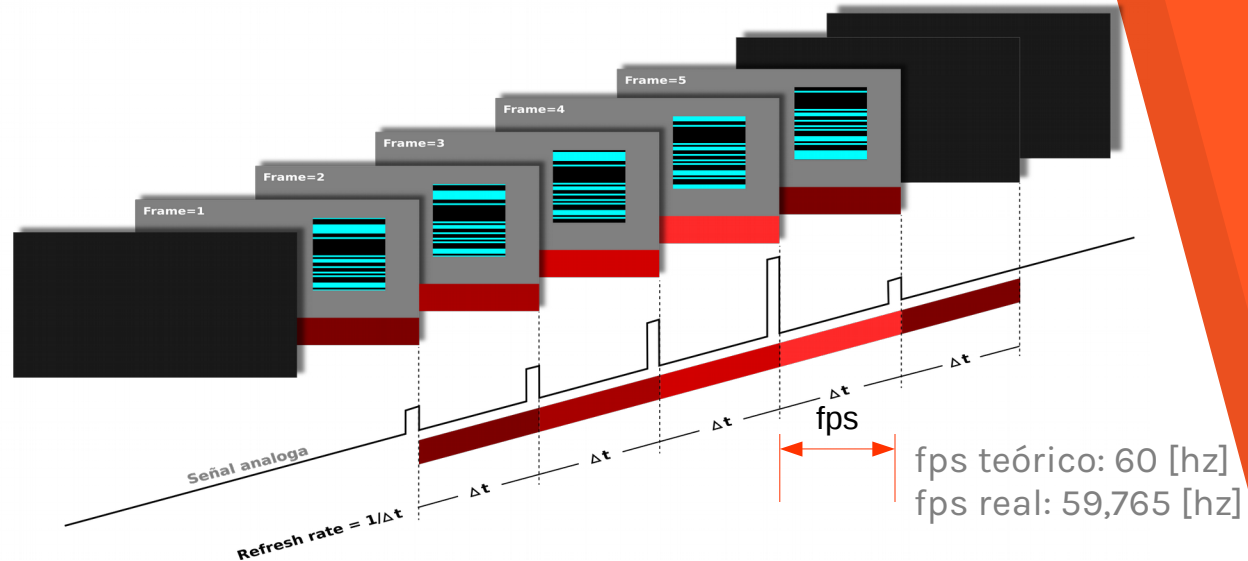 Frame=5
Frame=4
Frame=3
Frame=2
Frame=1
Señal analoga
Δt
Δt
Δt
Δt
Δt
Refresh rate = 1/Δt
fps
fps teórico: 60 [hz]
fps real: 59,765 [hz]